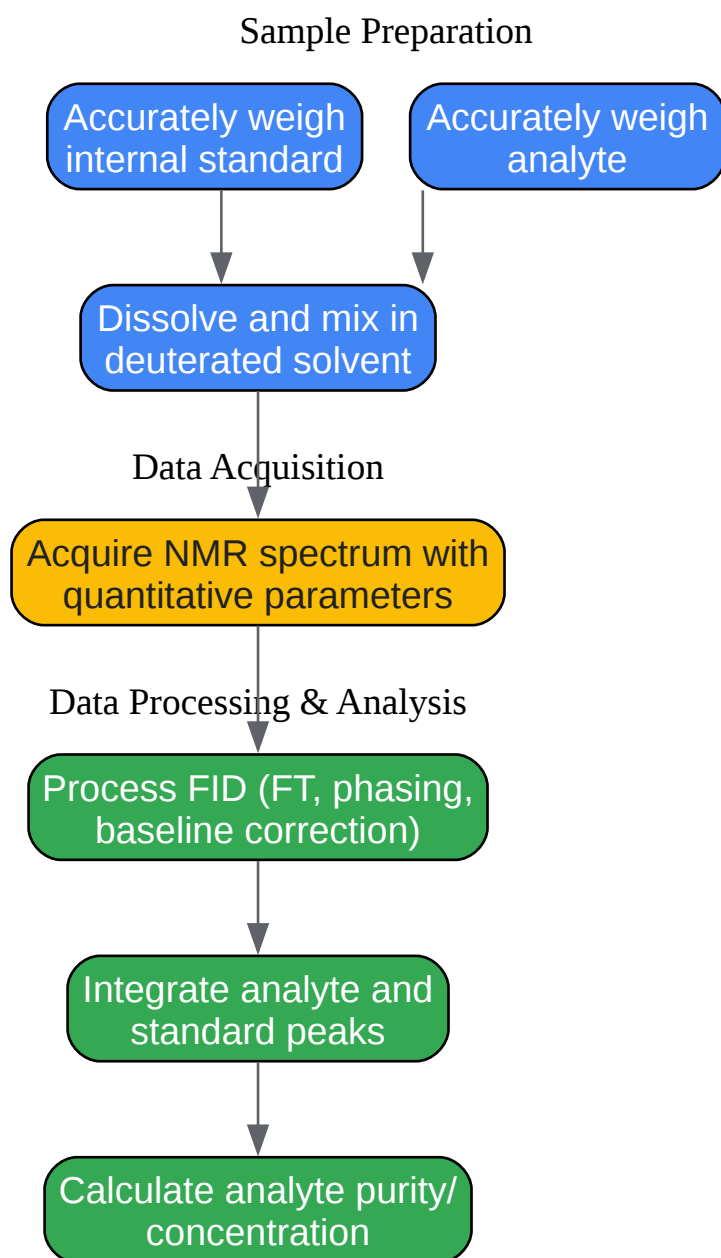 Sample Preparation
Accurately weigh
internal standard
Accurately weigh
analyte
Dissolve and mix in
deuterated solvent
Data Acquisition
Acquire NMR spectrum with
quantitative parameters
Data Processing & Analysis
Process FID (FT, phasing,
baseline correction)
Integrate analyte and
standard peaks
Calculate analyte purity/
concentration